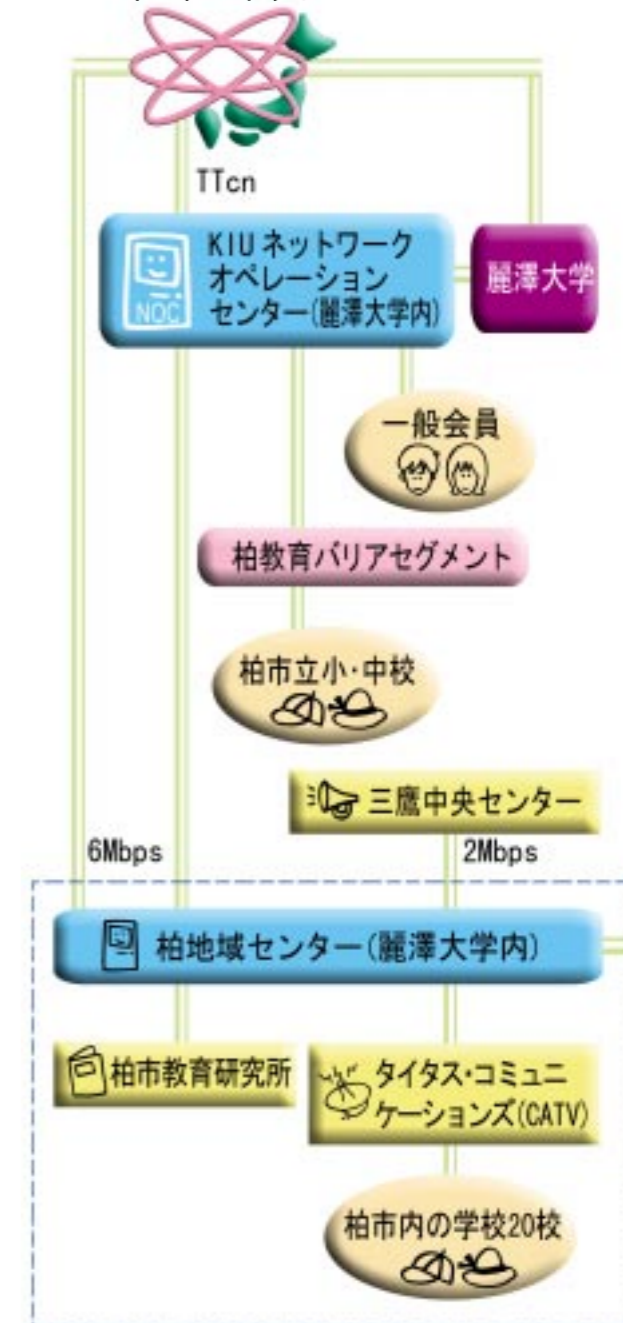 TTcn
KIU ネットワーク
オペレーション
センター(麗澤大学内)
NOC
麗澤大学
一般会員
柏教育バリアセグメント
柏市立小・中校
三鷹中央センター
6Mbps
2Mbps
柏地域センター(麗澤大学内)
柏市教育研究所
タイタス・コミュニ
ケーションズ(CATV)
柏市内の学校20校